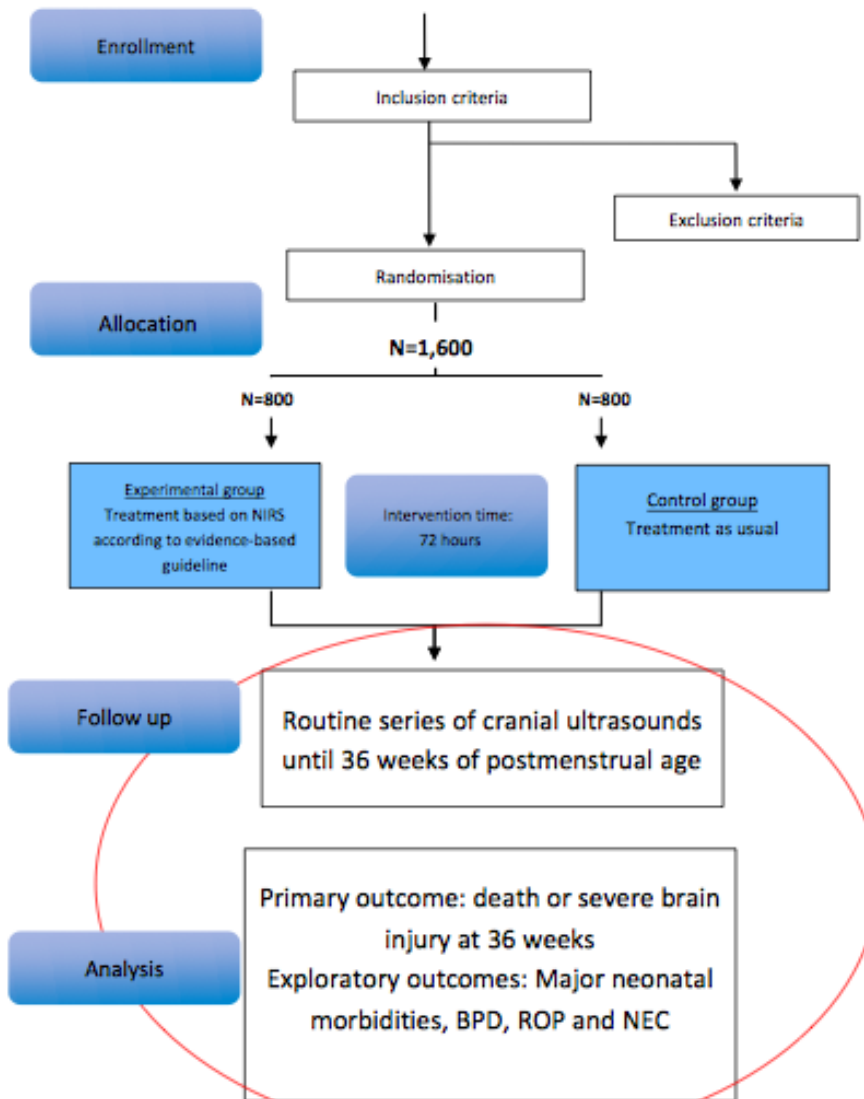 Enrollment
Inclusion criteria
Exclusion criteria
Randomisation
Allocation
N=1,600
N=800
N=800
Experimental group
Treatment based on NIRS
according to evidence-based
guideline
Intervention time:
72 hours
Control group
Treatment as usual
Follow up
Routine series of cranial ultrasounds
until 36 weeks of postmenstrual age
Analysis
Primary outcome: death or severe brain
injury at 36 weeks
Exploratory outcomes: Major neonatal
morbidities, BPD, ROP and NEC